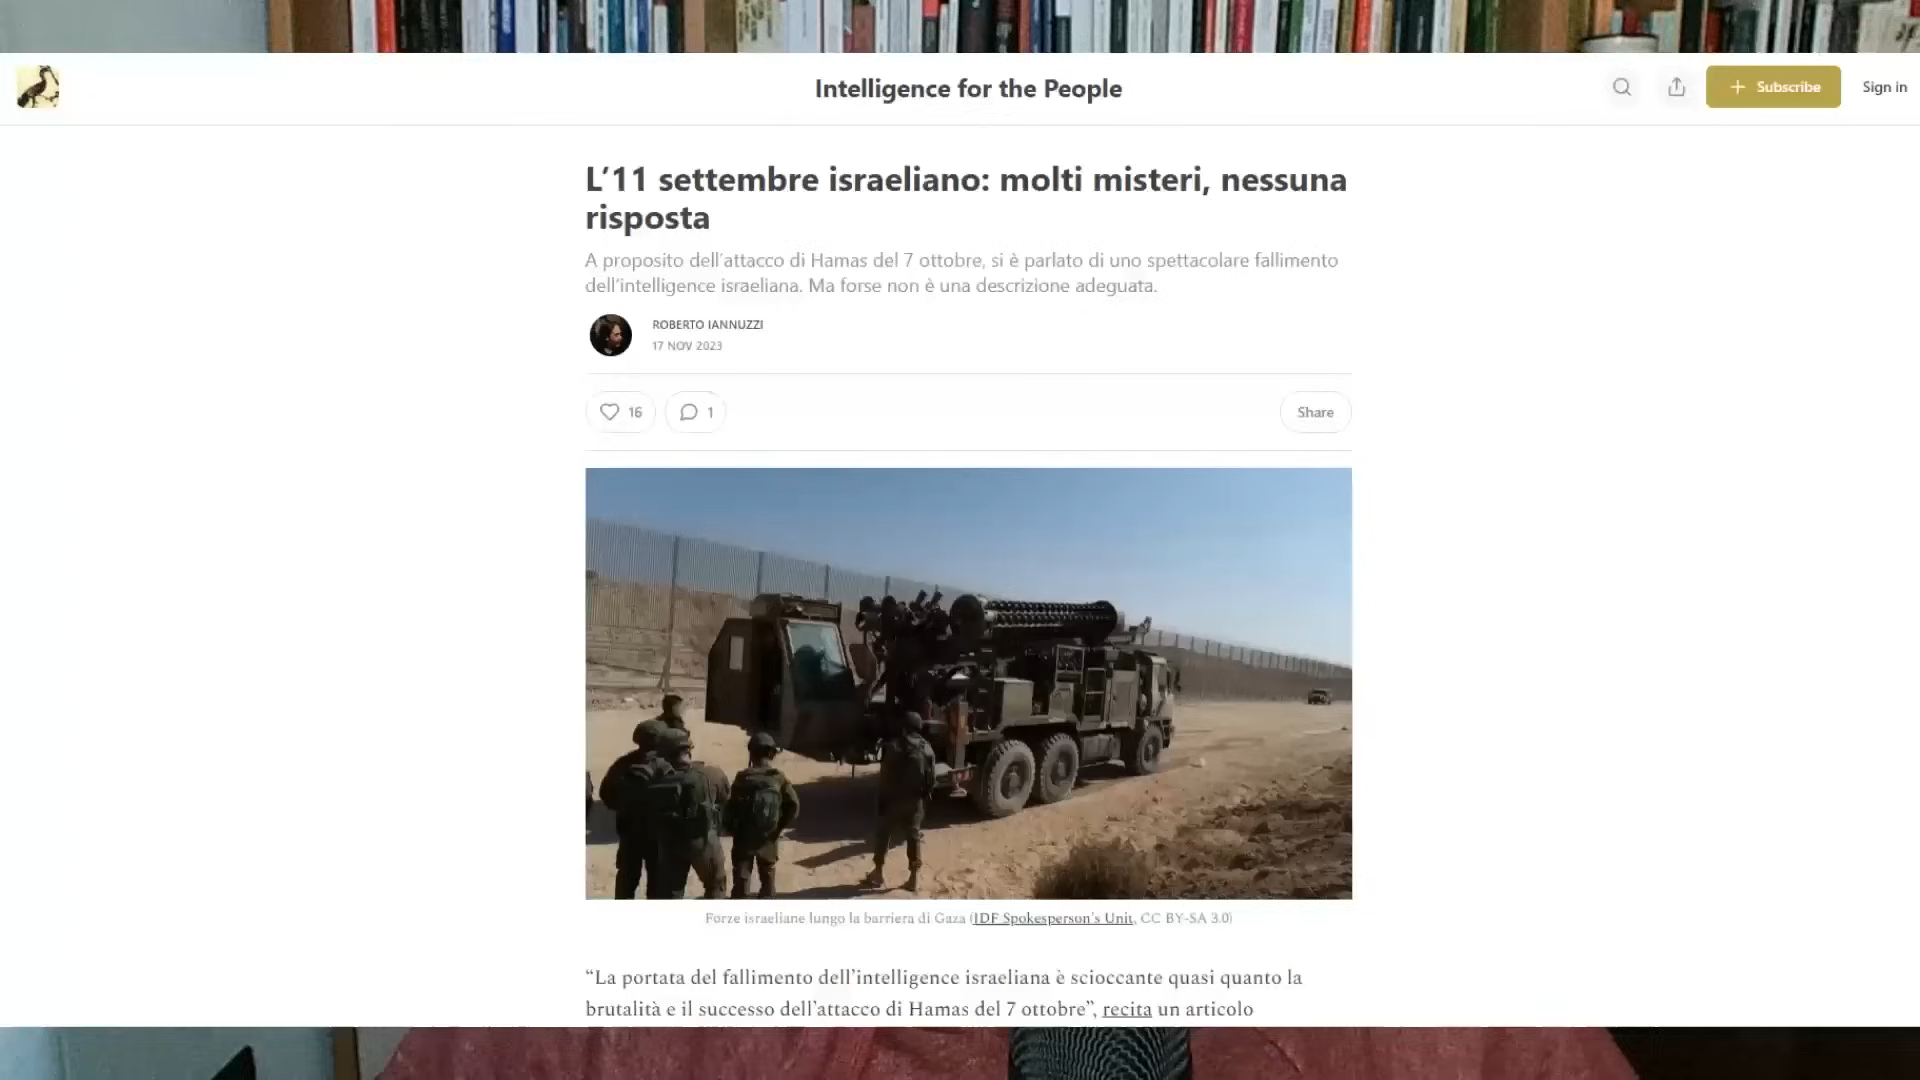 Intelligence for the People
Subscribe
Sign in
L’11 settembre israeliano: molti misteri, nessuna
risposta
A proposito dell’attacco di Hamas del 7 ottobre, si è parlato di uno spettacolare fallimento
dell’intelligence israeliana. Ma forse non è una descrizione adeguata.
ROBERTO IANNUZZI
17 NOV 2023
16
1
Share
Forze israeliane lungo la barriera di Gaza (IDF Spokesperson’s Unit, CC BY-SA 3.0)
“La portata del fallimento dell’intelligence israeliana è scioccante quasi quanto la
brutalità e il successo dell’attacco di Hamas del 7 ottobre”, recita un articolo